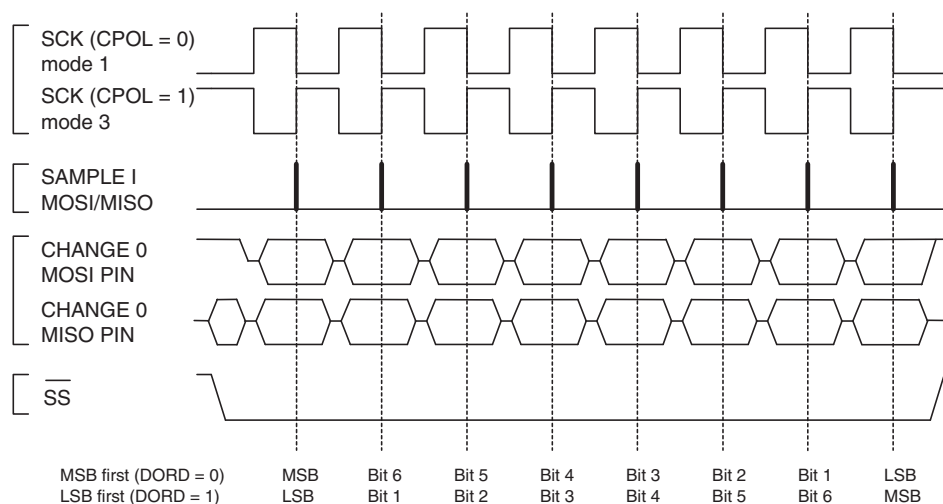 SCK (CPOL = 0)
mode 1
SCK (CPOL = 1)
mode 3
SAMPLE I
MOSI/MISO
CHANGE 0
MOSI PIN
CHANGE 0
MISO PIN
SS
MSB first (DORD = 0) MSB Bit 6 Bit 5 Bit 4 Bit 3 Bit 2 Bit 1 LSB
LSB first (DORD = 1) LSB Bit 1 Bit 2 Bit 3 Bit 4 Bit 5 Bit 6 MSB